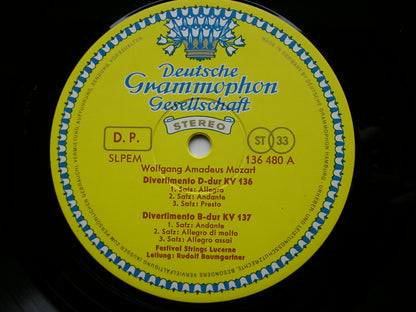 Deutsche
Grammophon
Gesellschaft
STEREO
D. P.
ST 33
SLPEM
136 480 A
Wolfgang Amadeus Mozart
Divertimento D-dur KV 136
1. Satz: Allegro
2. Satz: Andante
3. Satz: Presto
Divertimento B-dur KV 137
1. Satz: Andante
2. Satz: Allegro di molto
3. Satz: Allegro assai
Festival Strings Lucerne
Leitung: Rudolf Baumgartner